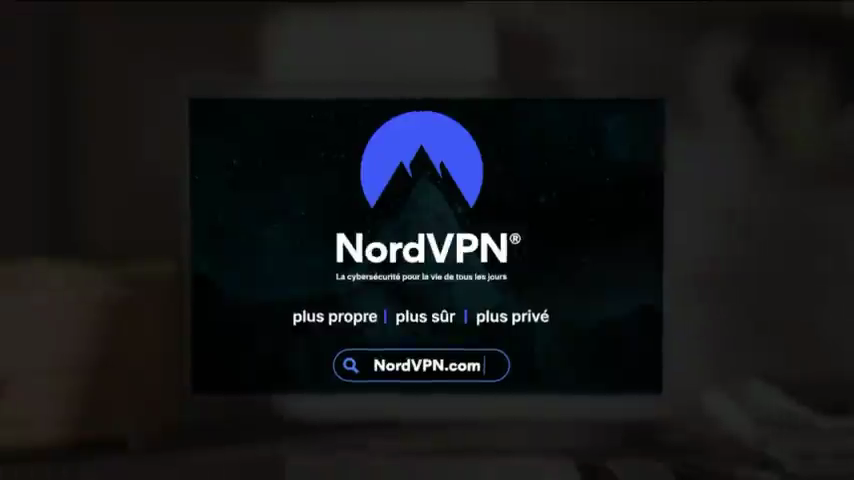 NordVPN®
La cybersécurité pour la vie de tous les jours
plus propre | plus sûr | plus privé
NordVPN.com